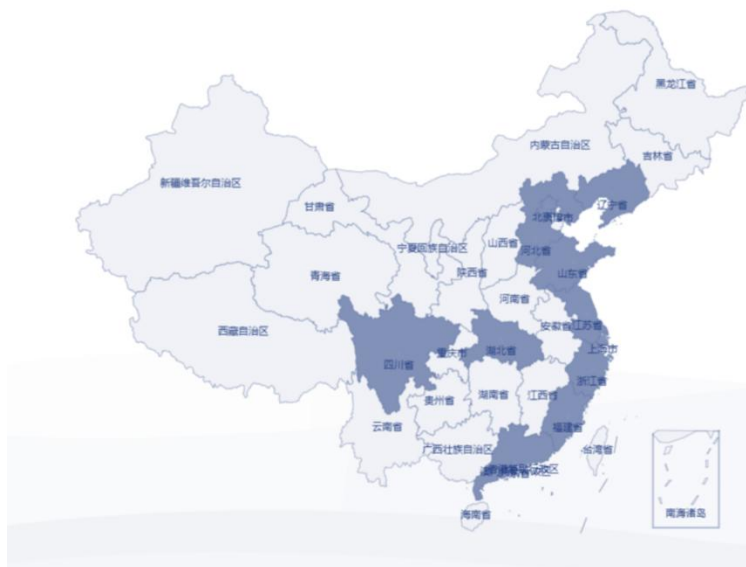 黑龙江省
内蒙古自治区
吉林省
新疆维吾尔自治区
甘肃省
辽宁省
宁夏回族自治区
山西省
河北省
青海省
陕西省
山东省
河南省
西藏自治区
安徽省
江苏省
上海市
四川省
重庆市
湖北省
浙江省
贵州省
湖南省
江西省
云南省
福建省
广西壮族自治区
台湾省
海南省
南海诸岛